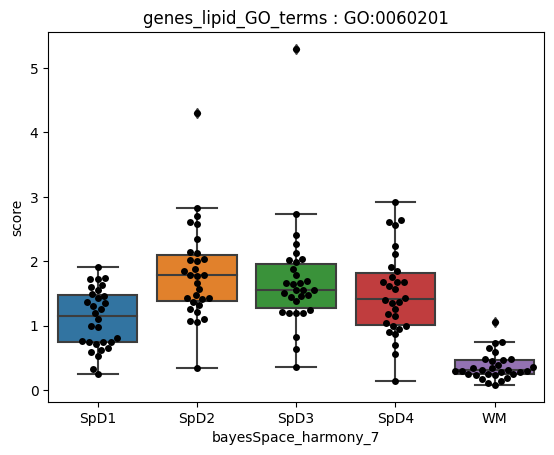 genes_lipid_GO_terms : GO:0060201
5
4
3
2
1
0
score
SpD1 SpD2 SpD3 SpD4 WM
bayesSpace_harmony_7